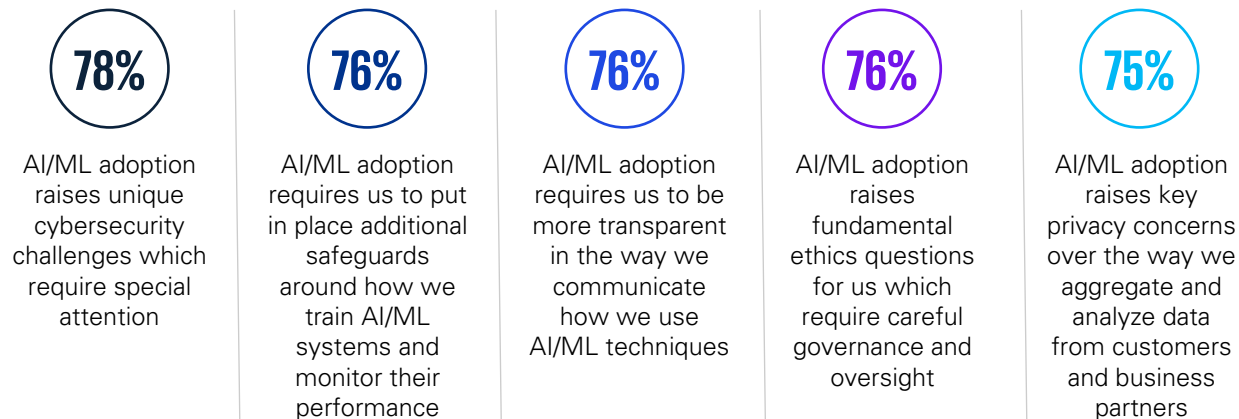 78%
AI/ML adoption
raises unique
cybersecurity
challenges which
require special
attention
76%
AI/ML adoption
requires us to put
in place additional
safeguards
around how we
train AI/ML
systems and
monitor their
performance
76%
AI/ML adoption
requires us to be
more transparent
in the way we
communicate
how we use
AI/ML techniques
76%
AI/ML adoption
raises
fundamental
ethics questions
for us which
require careful
governance and
oversight
75%
AI/ML adoption
raises key
privacy concerns
over the way we
aggregate and
analyze data
from customers
and business
partners